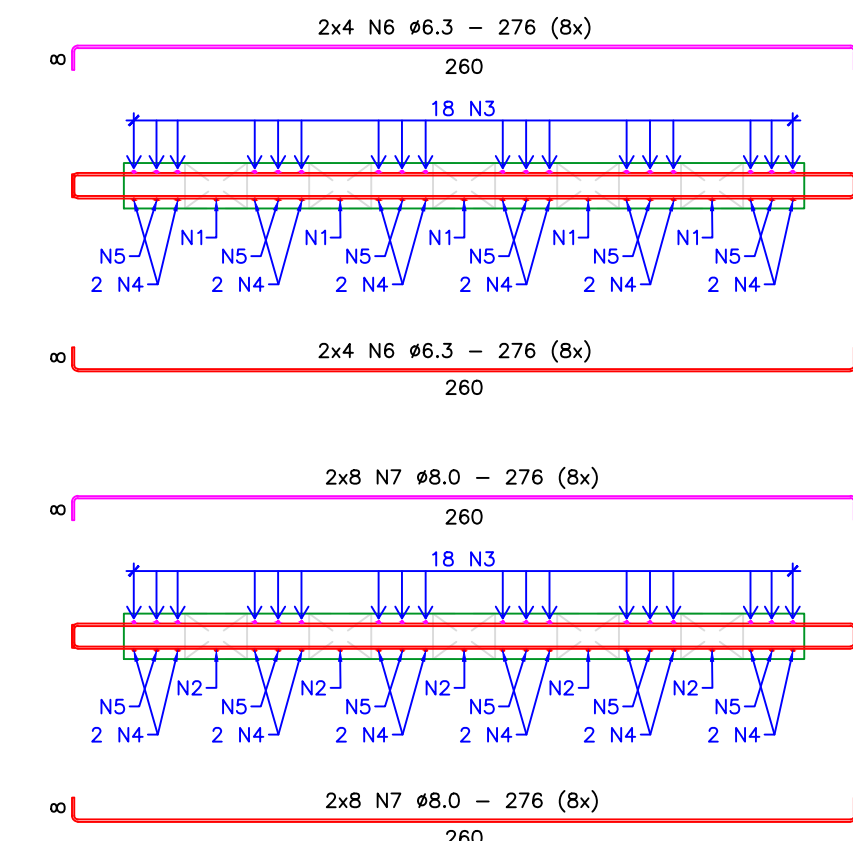 2x4 N6 ø6.3 – 276 (8x)
8
260
18 N3
N1 N1 N1 N1 N1
N5 N5 N5 N5 N5 N5
2 N4 2 N4 2 N4 2 N4 2 N4 2 N4
2x4 N6 ø6.3 – 276 (8x)
8
260
2x8 N7 ø8.0 – 276 (8x)
8
260
18 N3
N2 N2 N2 N2 N2
N5 N5 N5 N5 N5 N5
2 N4 2 N4 2 N4 2 N4 2 N4 2 N4
2x8 N7 ø8.0 – 276 (8x)
8
260